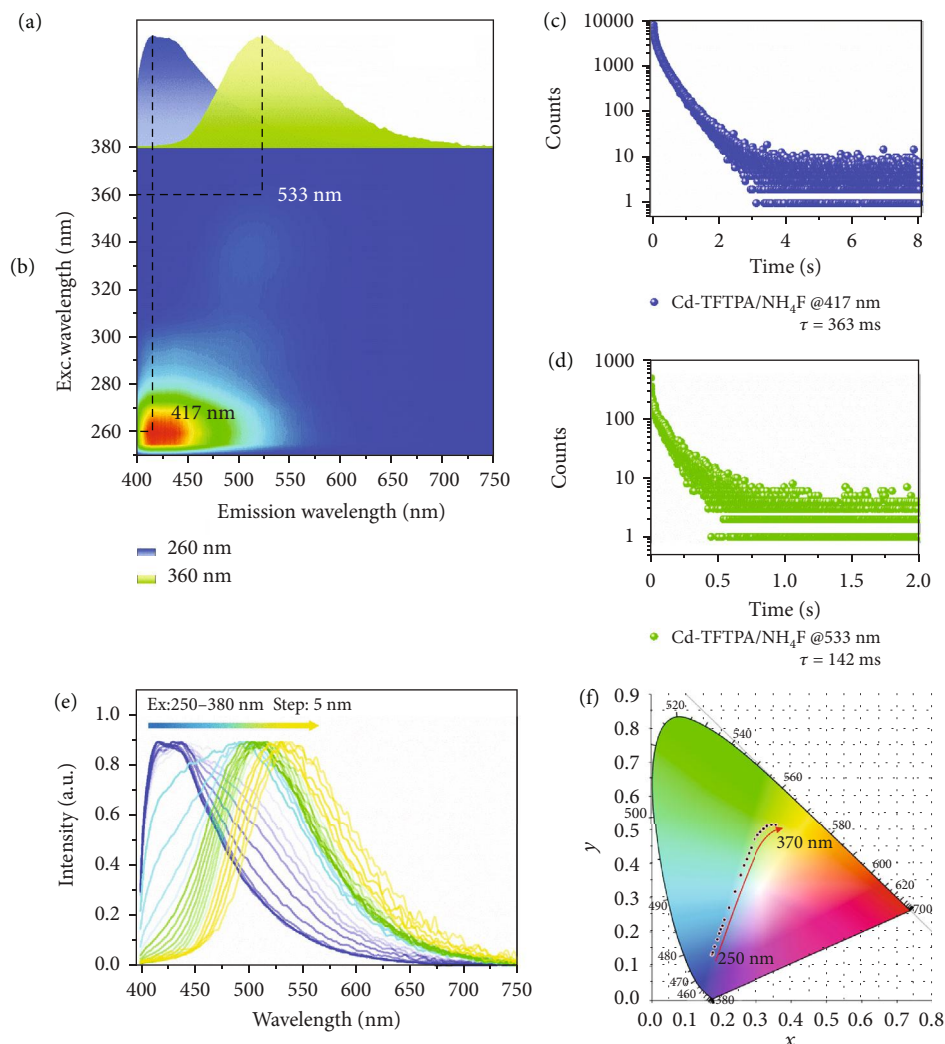 (a)
(b)
380
360
340
320
300
280
260
Exc.wavelength (nm)
533 nm
417 nm
400 450 500 550 600 650 700 750
Emission wavelength (nm)
260 nm
360 nm
(c)
10000
1000
100
10
1
Counts
0 2 4 6 8
Time (s)
Cd-TFTPA/NH₄F @417 nm
τ = 363 ms
(d)
1000
100
10
1
Counts
0 0.5 1.0 1.5 2.0
Time (s)
Cd-TFTPA/NH₄F @533 nm
τ = 142 ms
(e)
Ex:250–380 nm Step: 5 nm
1.0
0.8
0.6
0.4
0.2
0.0
Intensity (a.u.)
400 450 500 550 600 650 700 750
Wavelength (nm)
(f)
0.9
0.8
0.7
0.6
0.5
0.4
0.3
0.2
0.1
0.0
y
520
540
560
500
580
370 nm
600
620
490
700
480
250 nm
470
460
380
0.0 0.1 0.2 0.3 0.4 0.5 0.6 0.7 0.8
x